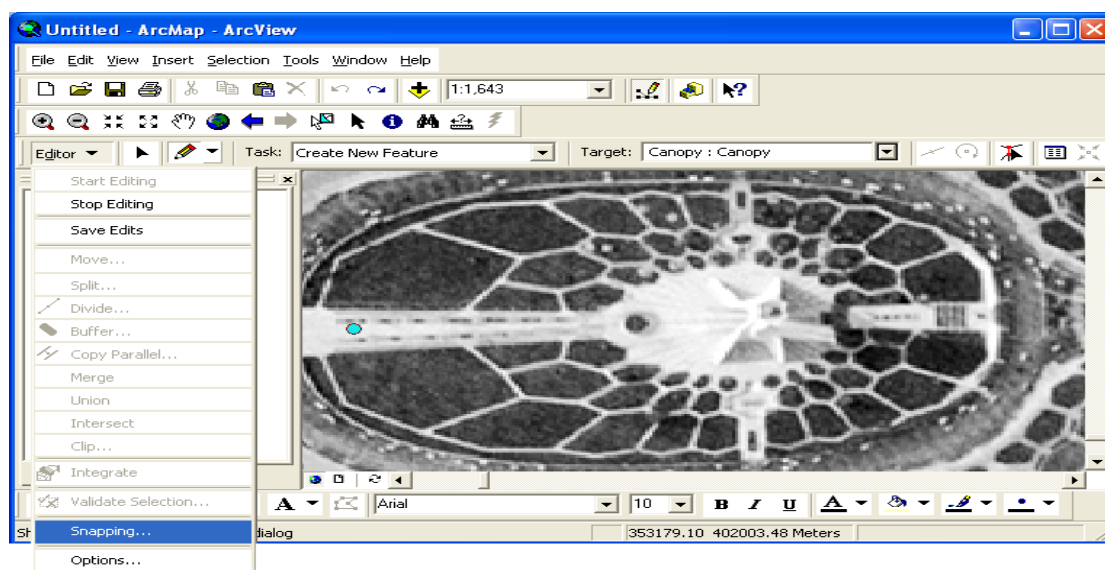 Untitled - ArcMap - ArcView
File Edit View Insert Selection Tools Window Help
1:1,643
Editor Task: Create New Feature Target: Canopy : Canopy
Start Editing
Stop Editing
Save Edits
Move...
Split...
Divide...
Buffer...
Copy Parallel...
Merge
Union
Intersect
Clip...
Integrate
Validate Selection...
A Arial 10 B I U A
Snapping...
dialog 353179.10 402003.48 Meters
Options...